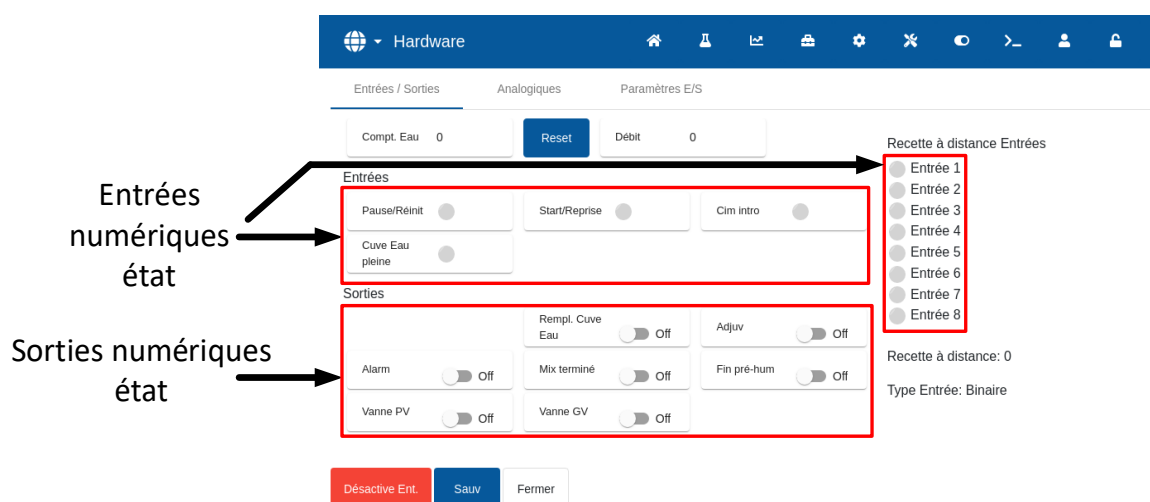 Hardware
Entrées / Sorties Analogiques Paramètres E/S
Compt. Eau 0 Reset Débit 0
Recette à distance Entrées
Entrées
numériques
état
Entrées
Pause/Réinit Start/Reprise Cim intro
Cuve Eau
pleine
Entrée 1
Entrée 2
Entrée 3
Entrée 4
Entrée 5
Entrée 6
Entrée 7
Entrée 8
Sorties numériques
état
Sorties
Rempl. Cuve
Eau Off Adjuv Off
Alarm Off Mix terminé Off Fin pré-hum Off
Vanne PV Off Vanne GV Off
Recette à distance: 0
Type Entrée: Binaire
Désactive Ent. Sauv Fermer